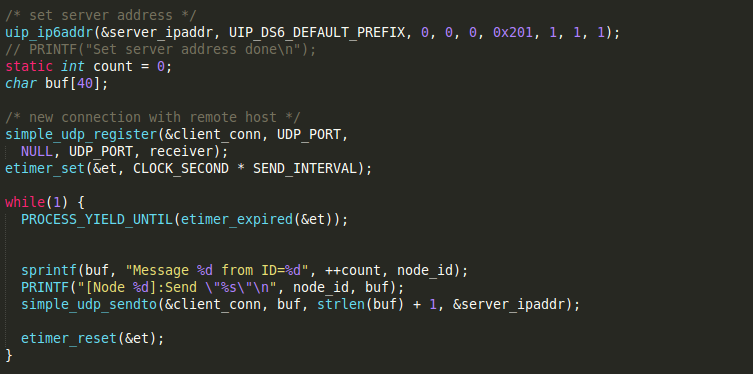 /* set server address */
uip_ip6addr(&server_ipaddr, UIP_DS6_DEFAULT_PREFIX, 0, 0, 0, 0x201, 1, 1, 1);
// PRINTF("Set server address done\n");
static int count = 0;
char buf[40];
/* new connection with remote host */
simple_udp_register(&client_conn, UDP_PORT,
NULL, UDP_PORT, receiver);
etimer_set(&et, CLOCK_SECOND * SEND_INTERVAL);
while(1) {
PROCESS_YIELD_UNTIL(etimer_expired(&et));
sprintf(buf, "Message %d from ID=%d", ++count, node_id);
PRINTF("[Node %d]:Send \"%s\"\n", node_id, buf);
simple_udp_sendto(&client_conn, buf, strlen(buf) + 1, &server_ipaddr);
etimer_reset(&et);
}